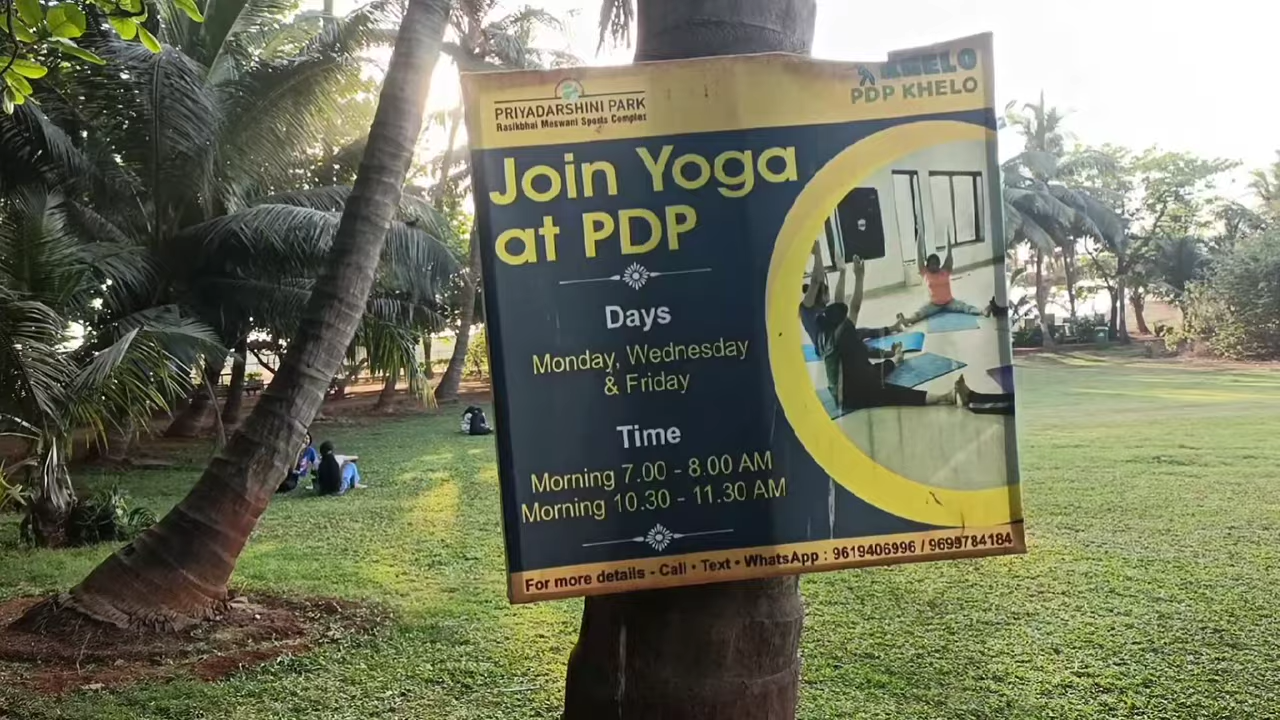 PRIYADARSHINI PARK
Rasikbhai Meswani Sports Complex
KHELO
PDP KHELO
Join Yoga
at PDP
Days
Monday, Wednesday
& Friday
Time
Morning 7.00 - 8.00 AM
Morning 10.30 - 11.30 AM
For more details - Call • Text • WhatsApp : 9619406996 / 9699784184